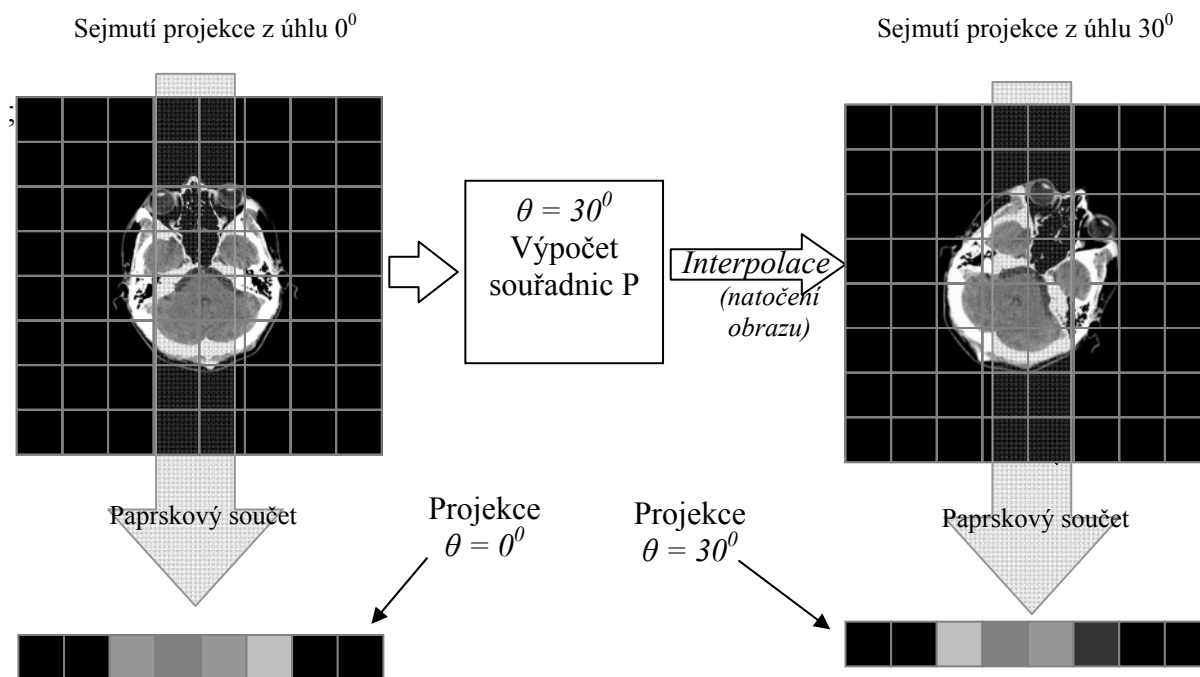 Sejmutí projekce z úhlu 0⁰
Sejmutí projekce z úhlu 30⁰
;
θ = 30⁰
Výpočet
souřadnic P
Interpolace
(natočení
obrazu)
Paprskový součet
Projekce
θ = 0⁰
Projekce
θ = 30⁰
Paprskový součet